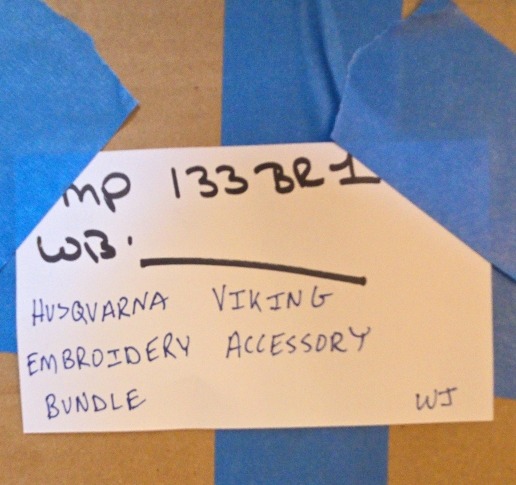 MP 133BR1
WB.
HUSQVARNA VIKING
EMBROIDERY ACCESSORY
BUNDLE
WJ